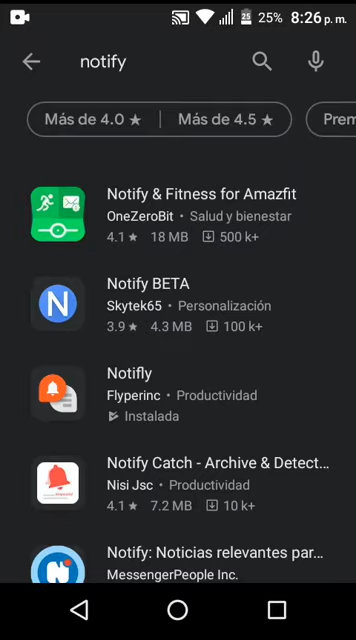 25% 8:26 p. m.
notify
Más de 4.0 ★ Más de 4.5 ★ Prem
Notify & Fitness for Amazfit
OneZeroBit • Salud y bienestar
4.1 ★ 18 MB 500 k+
N
Notify BETA
Skytek65 • Personalización
3.9 ★ 4.3 MB 100 k+
Notifly
Flyperinc • Productividad
Instalada
Notify Catch - Archive & Detect...
Nisi Jsc • Productividad
4.1 ★ 7.2 MB 10 k+
N
Notify: Noticias relevantes par...
MessengerPeople Inc.